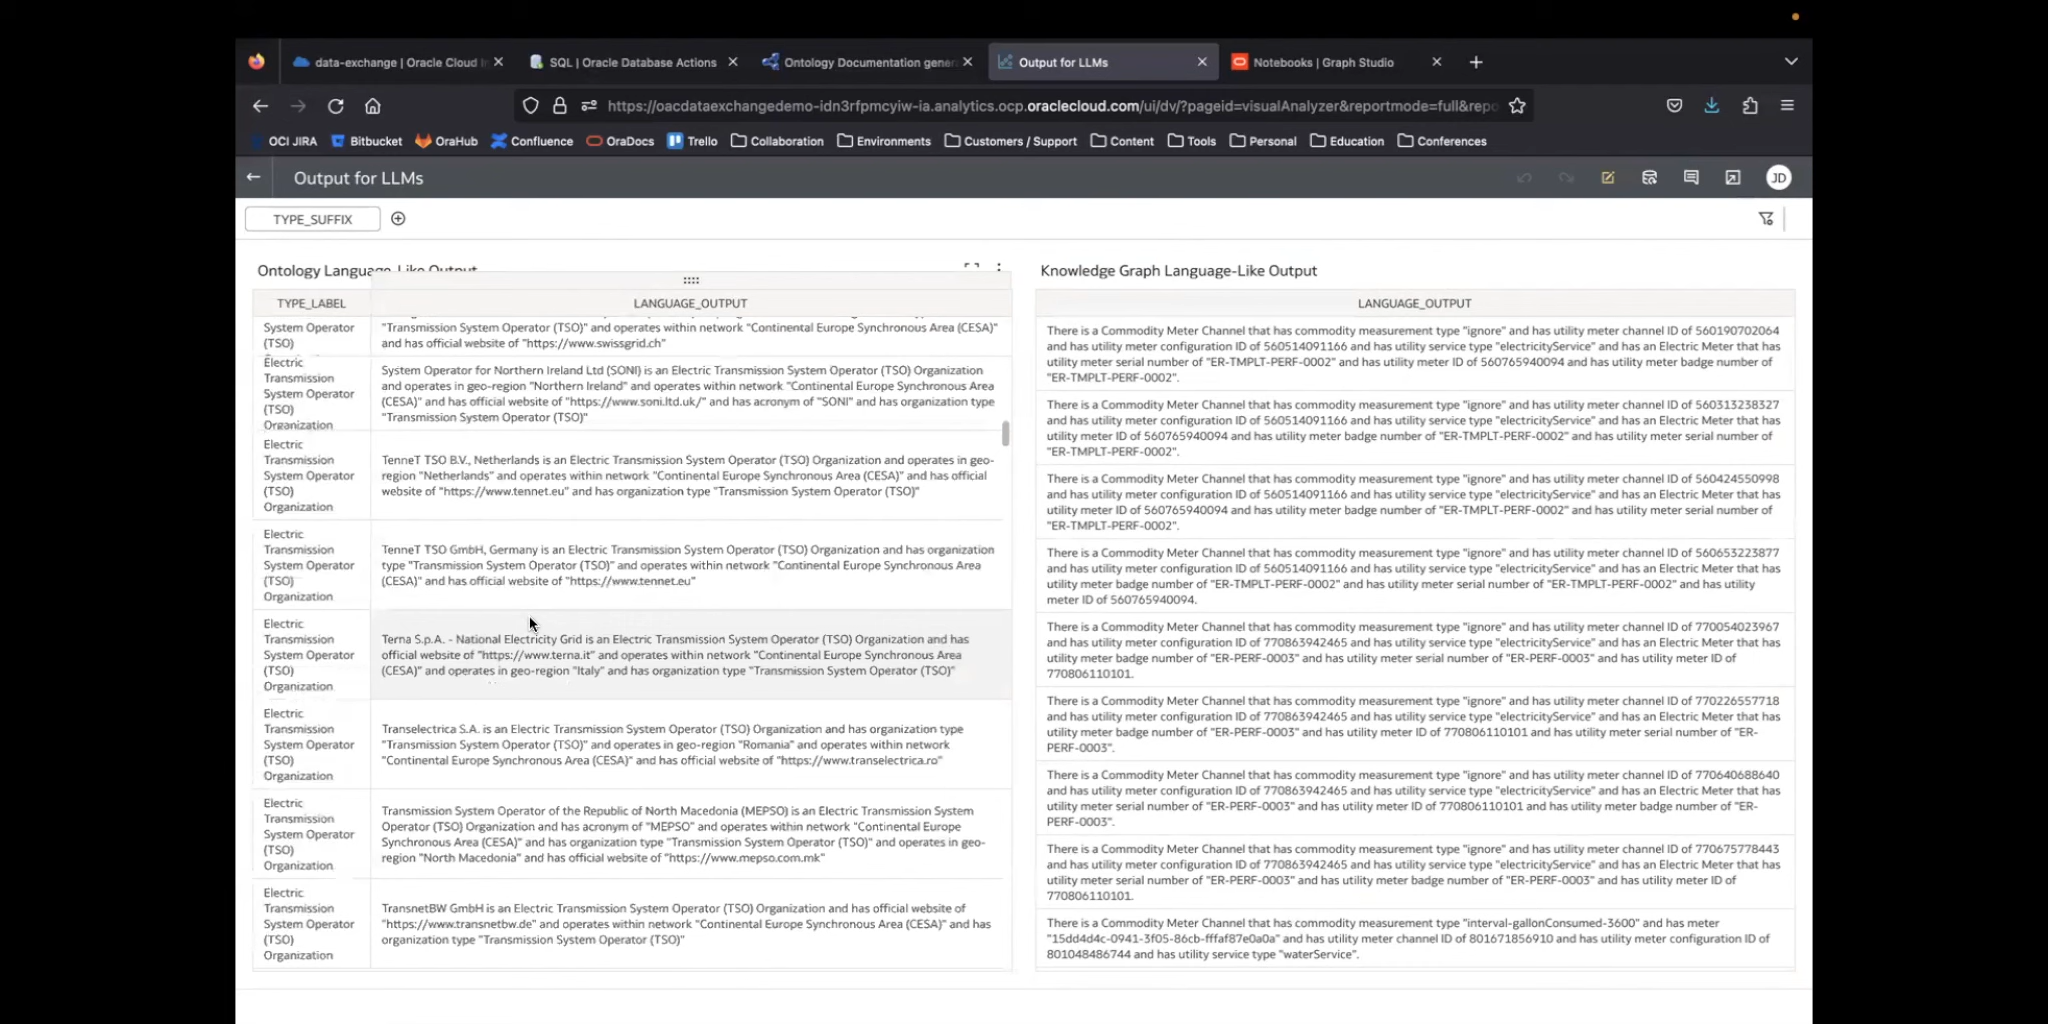 data-exchange | Oracle Cloud I
SQL | Oracle Database Actions
Ontology Documentation gener
Output for LLMs
Notebooks | Graph Studio
https://oacdataexchangedemo-idn3rfpmcyiw-ia.analytics.ocp.oraclecloud.com/ui/dv/?pageid=visualAnalyzer&reportmode=full&repo
OCI JIRA
Bitbucket
OraHub
Confluence
OraDocs
Trello
Collaboration
Environments
Customers / Support
Content
Tools
Personal
Education
Conferences
Output for LLMs
JD
TYPE_SUFFIX
Ontology Language-Like Output
TYPE_LABEL
LANGUAGE_OUTPUT
System Operator
(TSO)
"Transmission System Operator (TSO)" and operates within network "Continental Europe Synchronous Area (CESA)"
and has official website of "https://www.swissgrid.ch"
Electric
Transmission
System Operator
(TSO)
Organization
System Operator for Northern Ireland Ltd (SONI) is an Electric Transmission System Operator (TSO) Organization
and operates in geo-region "Northern Ireland" and operates within network "Continental Europe Synchronous Area
(CESA)" and has official website of "https://www.soni.ltd.uk/" and has acronym of "SONI" and has organization type
"Transmission System Operator (TSO)"
Electric
Transmission
System Operator
(TSO)
Organization
TenneT TSO B.V., Netherlands is an Electric Transmission System Operator (TSO) Organization and operates in geo-
region "Netherlands" and operates within network "Continental Europe Synchronous Area (CESA)" and has official
website of "https://www.tennet.eu" and has organization type "Transmission System Operator (TSO)"
Electric
Transmission
System Operator
(TSO)
Organization
TenneT TSO GmbH, Germany is an Electric Transmission System Operator (TSO) Organization and has organization
type "Transmission System Operator (TSO)" and operates within network "Continental Europe Synchronous Area
(CESA)" and has official website of "https://www.tennet.eu"
Electric
Transmission
System Operator
(TSO)
Organization
Terna S.p.A. - National Electricity Grid is an Electric Transmission System Operator (TSO) Organization and has
official website of "https://www.terna.it" and operates within network "Continental Europe Synchronous Area
(CESA)" and operates in geo-region "Italy" and has organization type "Transmission System Operator (TSO)"
Electric
Transmission
System Operator
(TSO)
Organization
Transelectrica S.A. is an Electric Transmission System Operator (TSO) Organization and has organization type
"Transmission System Operator (TSO)" and operates in geo-region "Romania" and operates within network
"Continental Europe Synchronous Area (CESA)" and has official website of "https://www.transelectrica.ro"
Electric
Transmission
System Operator
(TSO)
Organization
Transmission System Operator of the Republic of North Macedonia (MEPSO) is an Electric Transmission System
Operator (TSO) Organization and has acronym of "MEPSO" and operates within network "Continental Europe
Synchronous Area (CESA)" and has organization type "Transmission System Operator (TSO)" and operates in geo-
region "North Macedonia" and has official website of "https://www.mepso.com.mk"
Electric
Transmission
System Operator
(TSO)
Organization
TransnetBW GmbH is an Electric Transmission System Operator (TSO) Organization and has official website of
"https://www.transnetbw.de" and operates within network "Continental Europe Synchronous Area (CESA)" and has
organization type "Transmission System Operator (TSO)"
Knowledge Graph Language-Like Output
LANGUAGE_OUTPUT
There is a Commodity Meter Channel that has commodity measurement type "ignore" and has utility meter channel ID of 560190702064
and has utility meter configuration ID of 560514091166 and has utility service type "electricityService" and has an Electric Meter that has
utility meter serial number of "ER-TMPLT-PERF-0002" and has utility meter ID of 560765940094 and has utility meter badge number of
"ER-TMPLT-PERF-0002".
There is a Commodity Meter Channel that has commodity measurement type "ignore" and has utility meter channel ID of 560313238327
and has utility meter configuration ID of 560514091166 and has utility service type "electricityService" and has an Electric Meter that has
utility meter ID of 560765940094 and has utility meter badge number of "ER-TMPLT-PERF-0002" and has utility meter serial number of
"ER-TMPLT-PERF-0002".
There is a Commodity Meter Channel that has commodity measurement type "ignore" and has utility meter channel ID of 560424550998
and has utility meter configuration ID of 560514091166 and has utility service type "electricityService" and has an Electric Meter that has
utility meter ID of 560765940094 and has utility meter badge number of "ER-TMPLT-PERF-0002" and has utility meter serial number of
"ER-TMPLT-PERF-0002".
There is a Commodity Meter Channel that has commodity measurement type "ignore" and has utility meter channel ID of 560653223877
and has utility meter configuration ID of 560514091166 and has utility service type "electricityService" and has an Electric Meter that has
utility meter badge number of "ER-TMPLT-PERF-0002" and has utility meter serial number of "ER-TMPLT-PERF-0002" and has utility
meter ID of 560765940094.
There is a Commodity Meter Channel that has commodity measurement type "ignore" and has utility meter channel ID of 770054023967
and has utility meter configuration ID of 770863942465 and has utility service type "electricityService" and has an Electric Meter that has
utility meter badge number of "ER-PERF-0003" and has utility meter serial number of "ER-PERF-0003" and has utility meter ID of
770806110101.
There is a Commodity Meter Channel that has commodity measurement type "ignore" and has utility meter channel ID of 770226557718
and has utility meter configuration ID of 770863942465 and has utility service type "electricityService" and has an Electric Meter that has
utility meter badge number of "ER-PERF-0003" and has utility meter ID of 770806110101 and has utility meter serial number of "ER-
PERF-0003".
There is a Commodity Meter Channel that has commodity measurement type "ignore" and has utility meter channel ID of 770640688640
and has utility meter configuration ID of 770863942465 and has utility service type "electricityService" and has an Electric Meter that has
utility meter serial number of "ER-PERF-0003" and has utility meter ID of 770806110101 and has utility meter badge number of "ER-
PERF-0003".
There is a Commodity Meter Channel that has commodity measurement type "ignore" and has utility meter channel ID of 770675778443
and has utility meter configuration ID of 770863942465 and has utility service type "electricityService" and has an Electric Meter that has
utility meter serial number of "ER-PERF-0003" and has utility meter badge number of "ER-PERF-0003" and has utility meter ID of
770806110101.
There is a Commodity Meter Channel that has commodity measurement type "interval-gallonConsumed-3600" and has meter
"15dd4d4c-0941-3f05-86cb-fffaf87e0a0a" and has utility meter channel ID of 801671856910 and has utility meter configuration ID of
801048486744 and has utility service type "waterService".